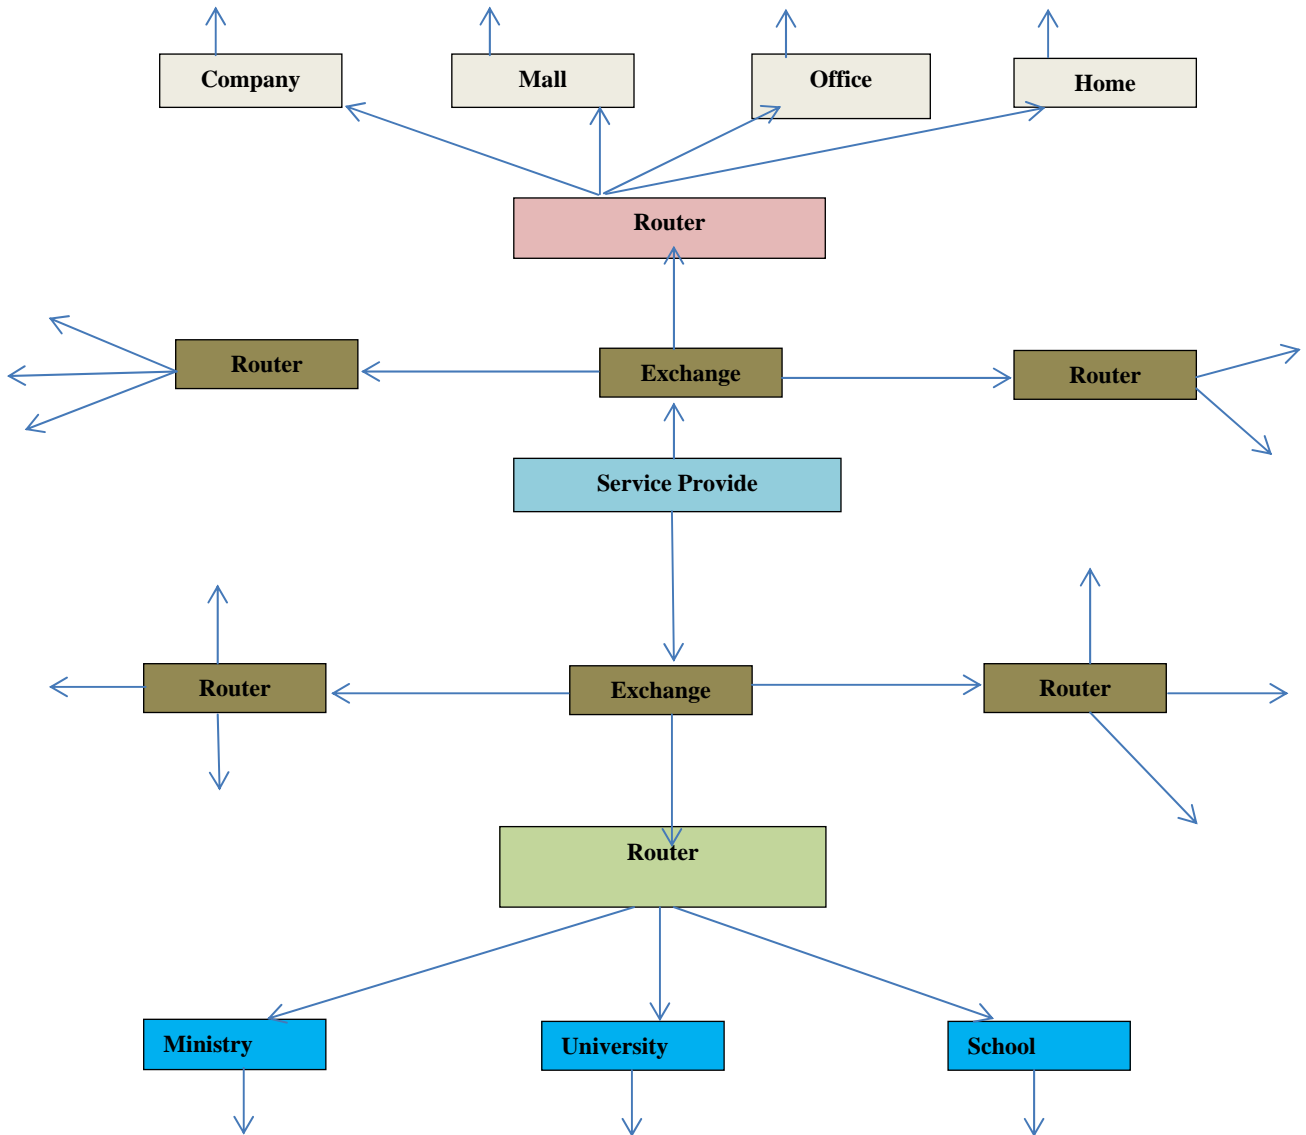 Company
Mall
Office
Home
Router
Router
Exchange
Router
Service Provide
Router
Exchange
Router
Router
Ministry
University
School